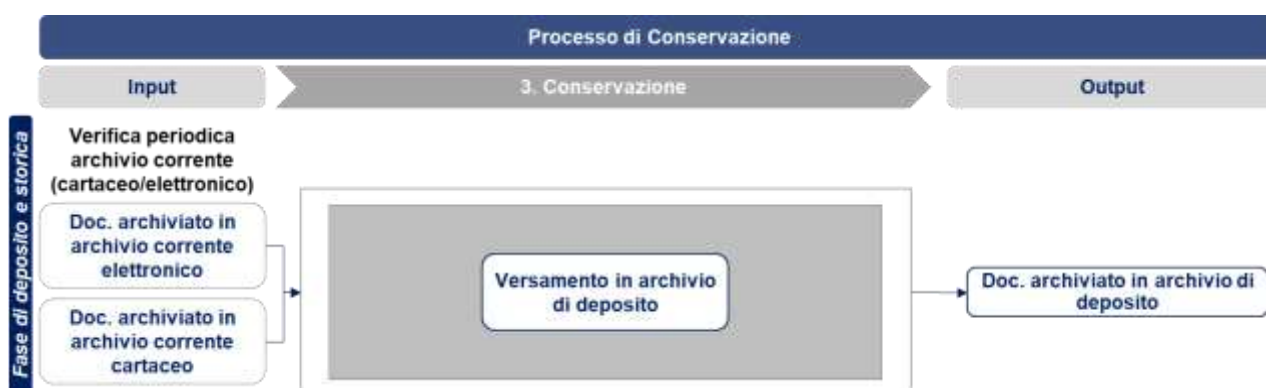 Processo di Conservazione
Input
3. Conservazione
Output
Fase di deposito e storica
Verifica periodica
archivio corrente
(cartaceo/elettronico)
Doc. archiviato in
archivio corrente
elettronico
Doc. archiviato in
archivio corrente
cartaceo
Versamento in archivio
di deposito
Doc. archiviato in archivio di
deposito